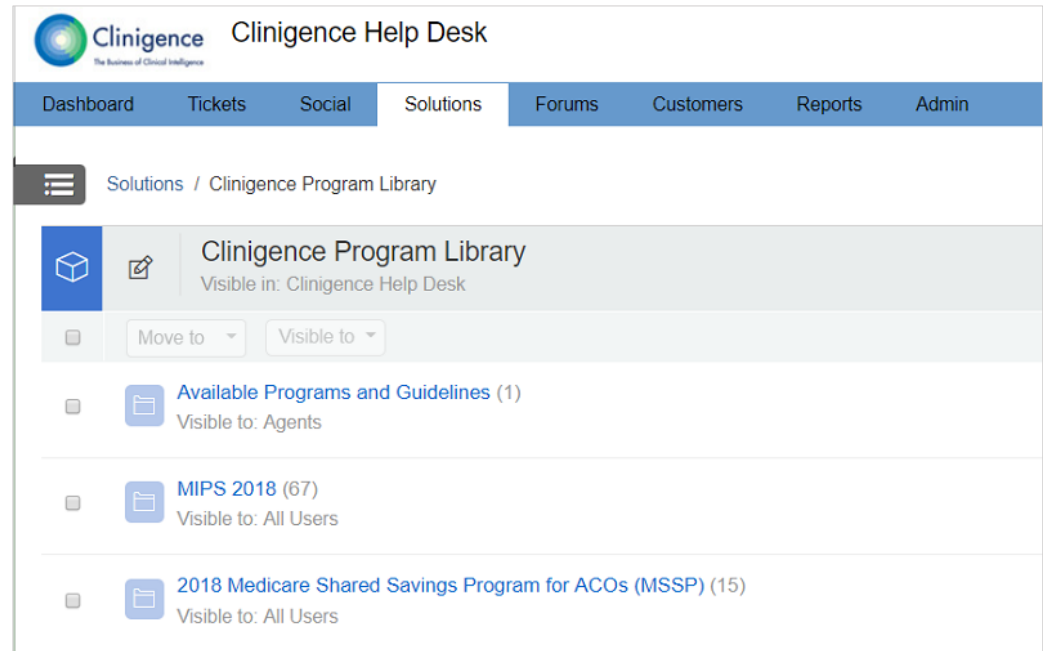 Clinigence
The Business of Clinical Intelligence
Clinigence Help Desk
Dashboard Tickets Social Solutions Forums Customers Reports Admin
Solutions / Clinigence Program Library
Clinigence Program Library
Visible in: Clinigence Help Desk
Move to Visible to
Available Programs and Guidelines (1)
Visible to: Agents
MIPS 2018 (67)
Visible to: All Users
2018 Medicare Shared Savings Program for ACOs (MSSP) (15)
Visible to: All Users